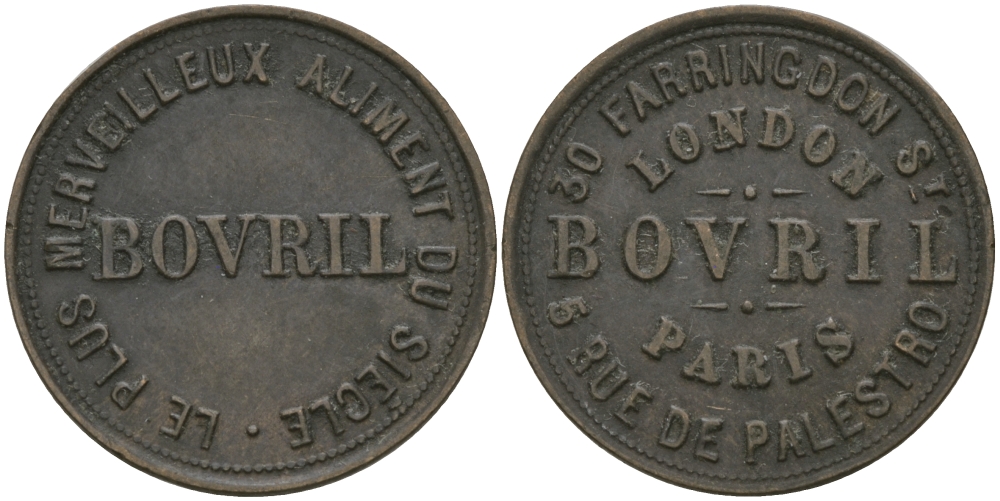 LE PLUS MERVEILLEUX ALIMENT DU SIÈCLE ·
BOVRIL
30 FARRINGDON ST.
LONDON
BOVRIL
PARIS
5 RUE DE PALESTRO